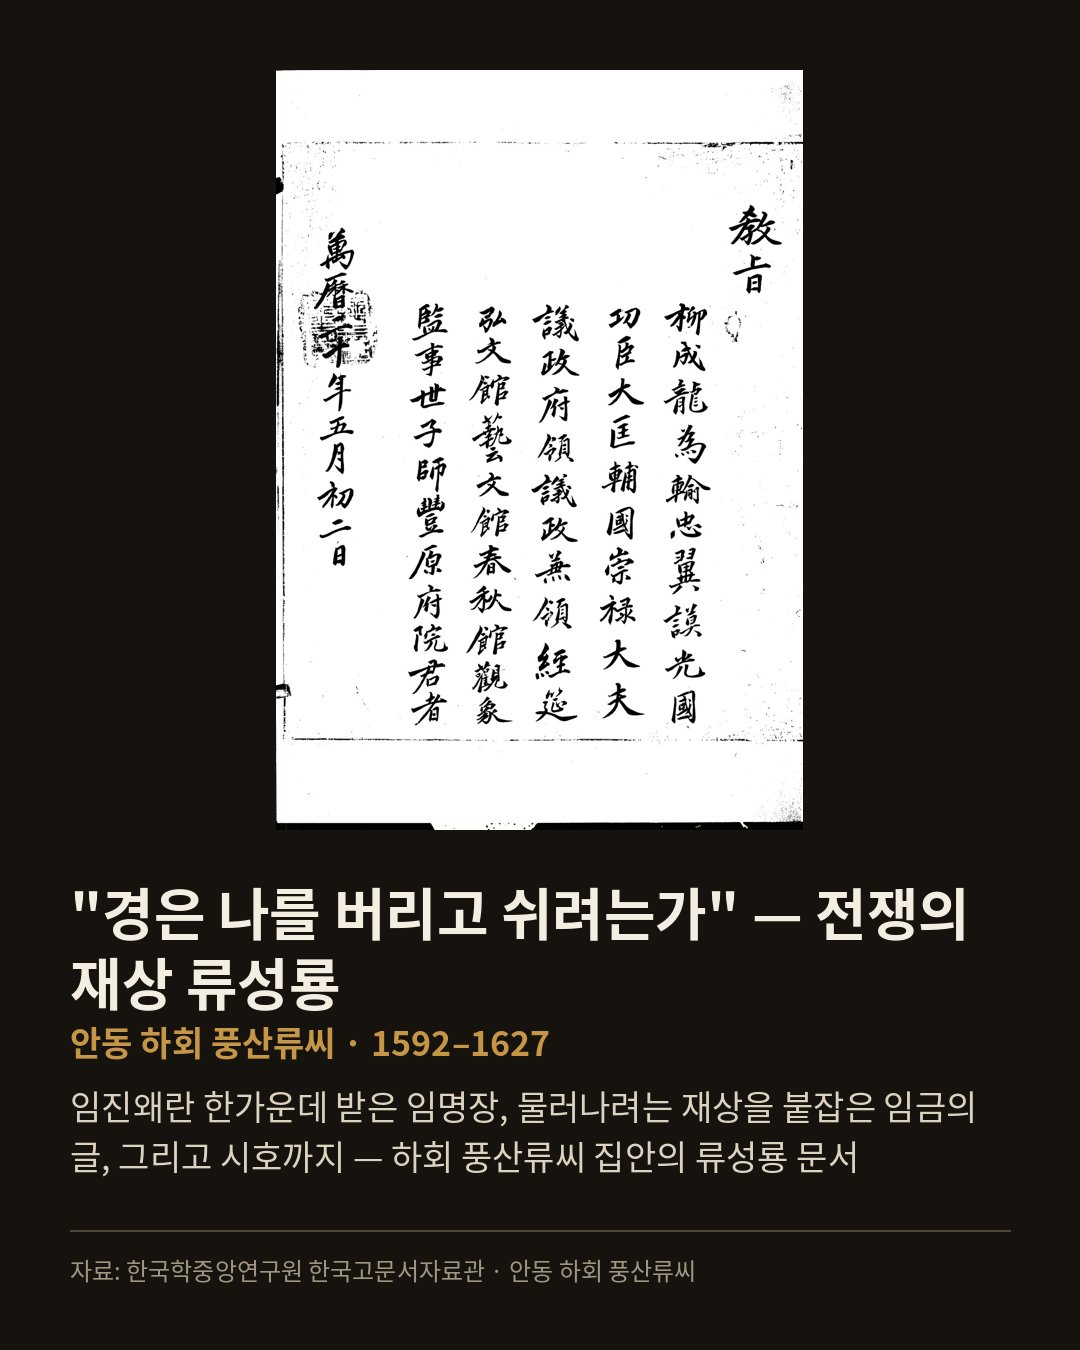 敎旨
柳成龍為輸忠翼謨光國
功臣大匡輔國崇禄大夫
議政府領議政兼領經筵
弘文館藝文館春秋館觀象
監事世子師豐原府院君者
萬曆二十年五月初二日
"경은 나를 버리고 쉬려는가" — 전쟁의
재상 류성룡
안동 하회 풍산류씨 · 1592–1627
임진왜란 한가운데 받은 임명장, 물러나려는 재상을 붙잡은 임금의
글, 그리고 시호까지 — 하회 풍산류씨 집안의 류성룡 문서
자료: 한국학중앙연구원 한국고문서자료관 · 안동 하회 풍산류씨